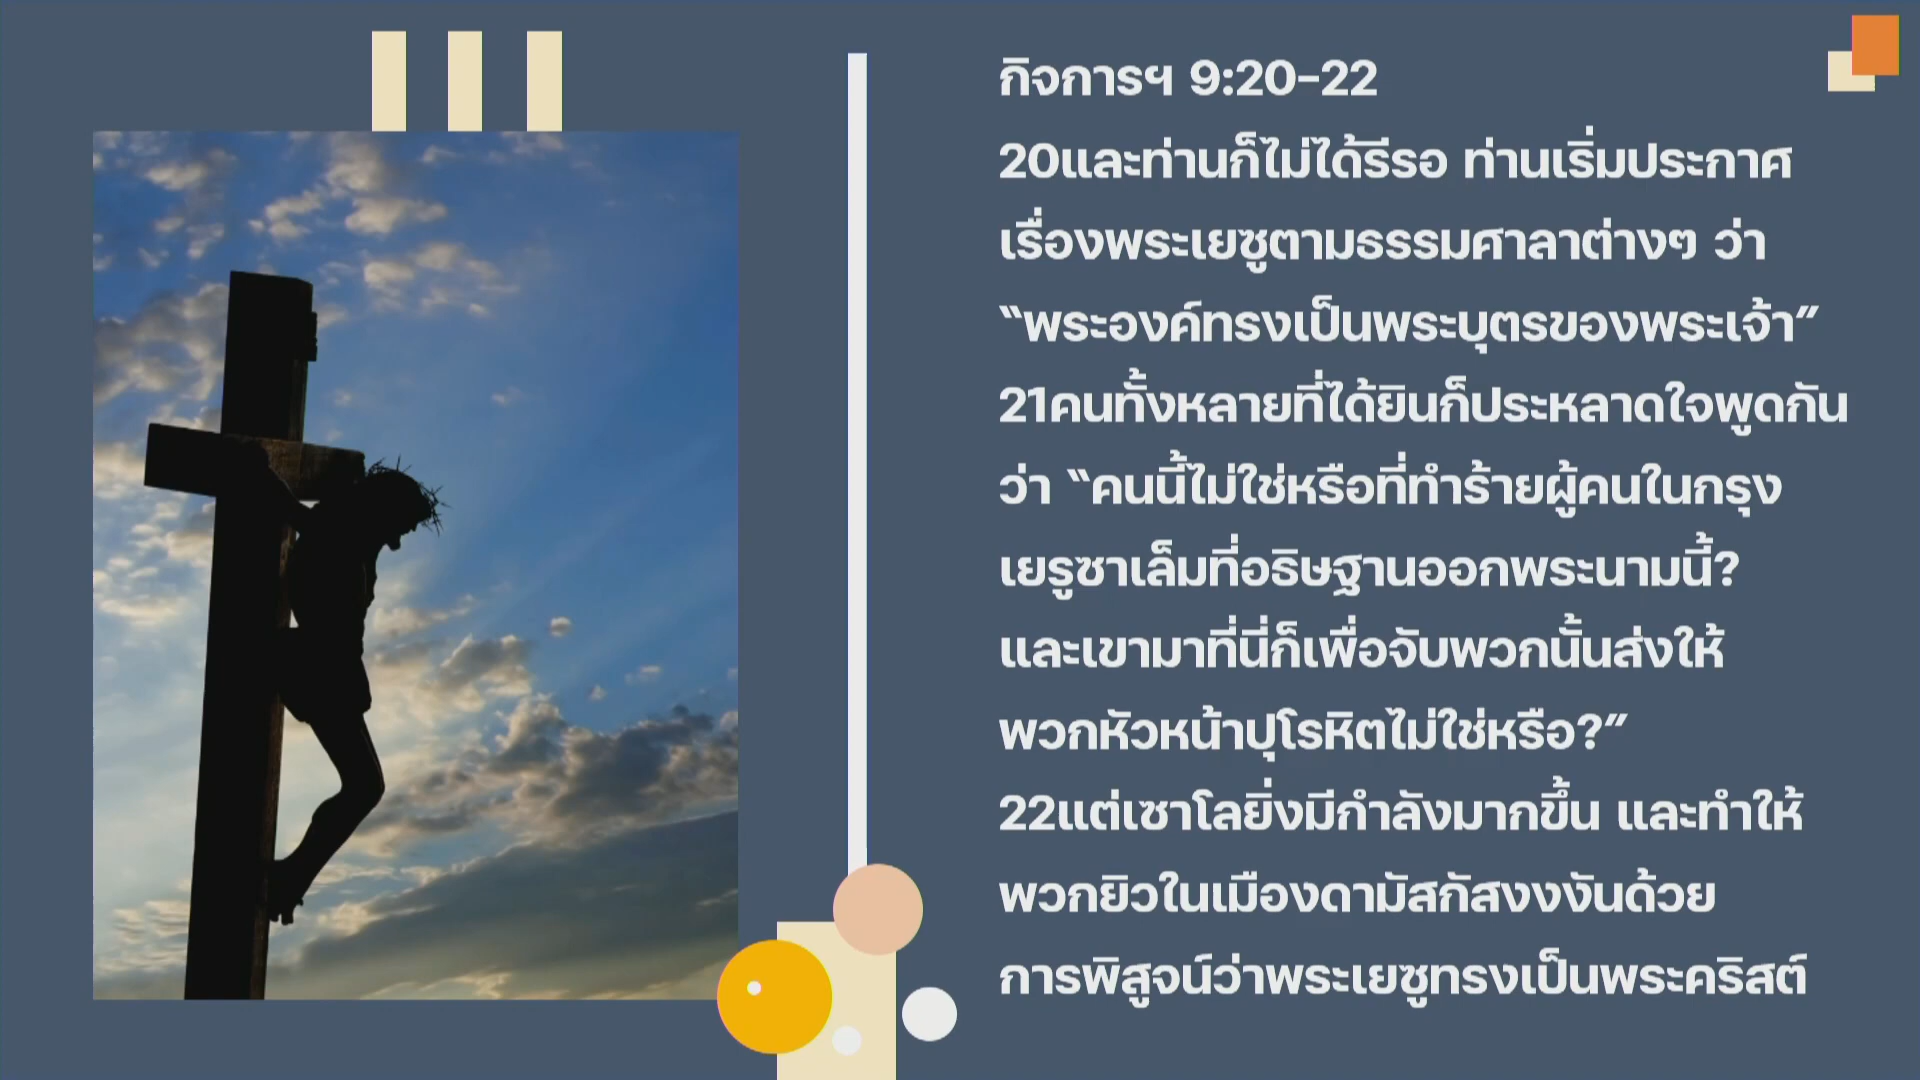 กิจการฯ 9:20-22
20และท่านก็ไม่ได้รีรอ ท่านเริ่มประกาศ
เรื่องพระเยซูตามธรรมศาลาต่างๆ ว่า
“พระองค์ทรงเป็นพระบุตรของพระเจ้า”
21คนทั้งหลายที่ได้ยินก็ประหลาดใจพูดกัน
ว่า “คนนี้ไม่ใช่หรือที่ทำร้ายผู้คนในกรุง
เยรูซาเล็มที่อธิษฐานออกพระนามนี้?
และเขามาที่นี่ก็เพื่อจับพวกนั้นส่งให้
พวกหัวหน้าปุโรหิตไม่ใช่หรือ?”
22แต่เซาโลยิ่งมีกำลังมากขึ้น และทำให้
พวกยิวในเมืองดามัสกัสงงงันด้วย
การพิสูจน์ว่าพระเยซูทรงเป็นพระคริสต์